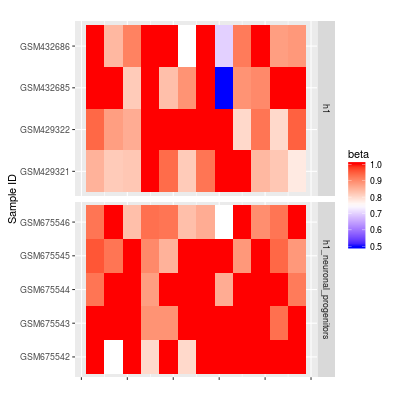 GSM432686
GSM432685
GSM429322
GSM429321
h1
GSM675546
GSM675545
GSM675544
GSM675543
GSM675542
h1_neuronal_progenitors
Sample ID
beta
1.0
0.9
0.8
0.7
0.6
0.5